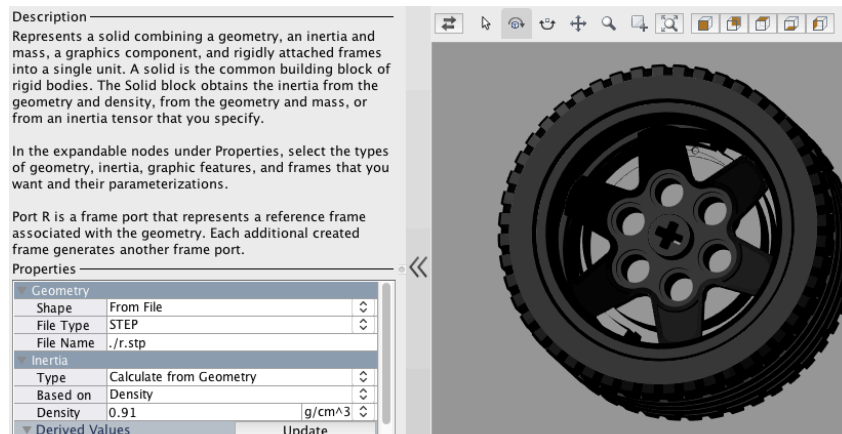 Description
Represents a solid combining a geometry, an inertia and
mass, a graphics component, and rigidly attached frames
into a single unit. A solid is the common building block of
rigid bodies. The Solid block obtains the inertia from the
geometry and density, from the geometry and mass, or
from an inertia tensor that you specify.
In the expandable nodes under Properties, select the types
of geometry, inertia, graphic features, and frames that you
want and their parameterizations.
Port R is a frame port that represents a reference frame
associated with the geometry. Each additional created
frame generates another frame port.
Properties
Geometry
Shape From File
File Type STEP
File Name ./r.stp
Inertia
Type Calculate from Geometry
Based on Density
Density 0.91 g/cm^3
Derived Values Update